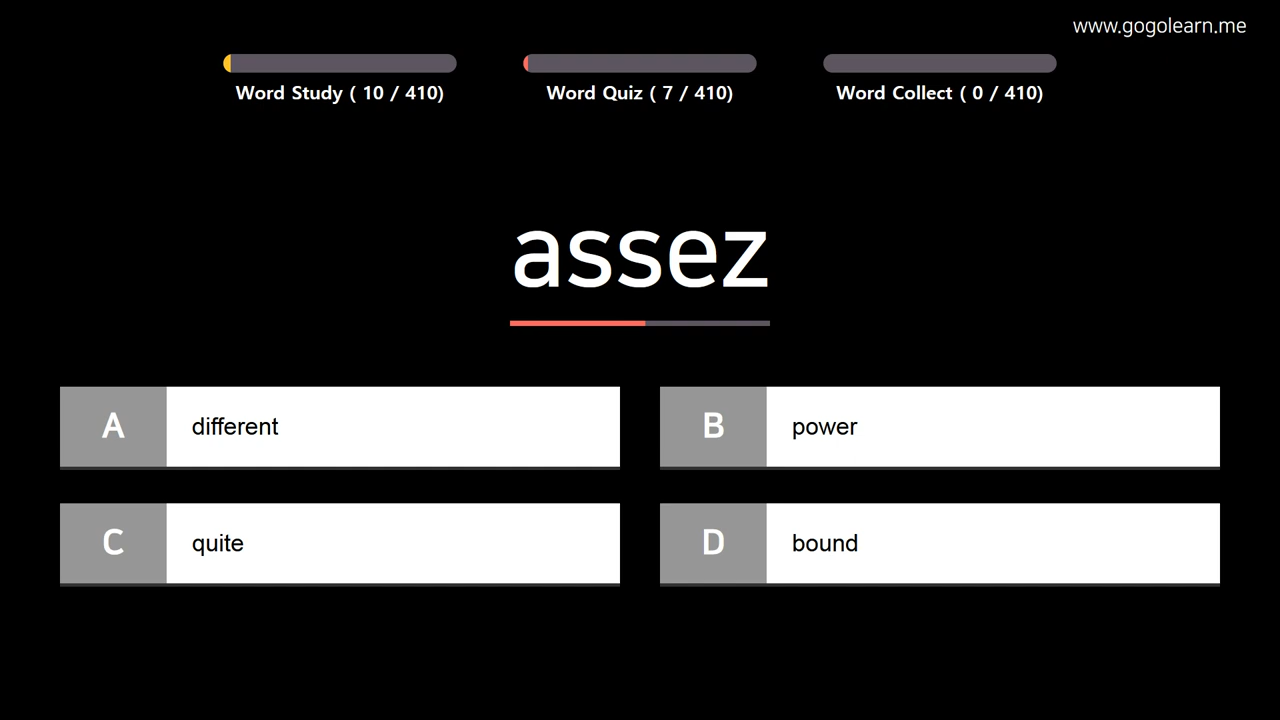 www.gogolearn.me
Word Study ( 10 / 410)
Word Quiz ( 7 / 410)
Word Collect ( 0 / 410)
assez
A different
B power
C quite
D bound